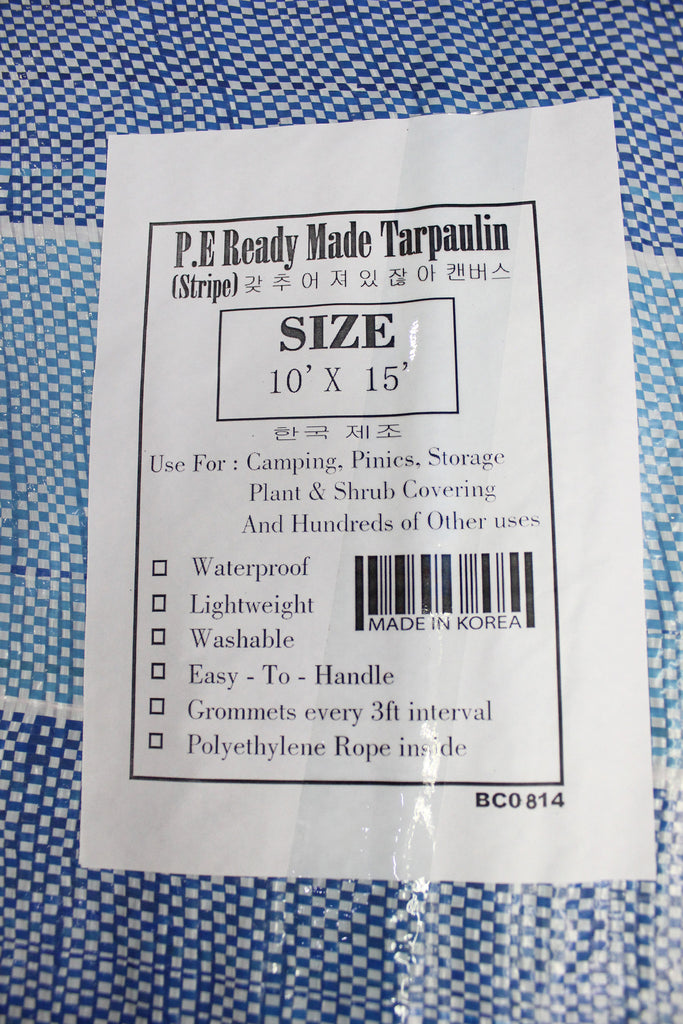 P.E Ready Made Tarpaulin
(Stripe)갖 추 어 져 있 잖 아 캔버스
SIZE
10' X 15'
한국 제조
Use For : Camping, Pinics, Storage
Plant & Shrub Covering
And Hundreds of Other uses
Waterproof
Lightweight
Washable
Easy - To - Handle
Grommets every 3ft interval
Polyethylene Rope inside
MADE IN KOREA
BC0814